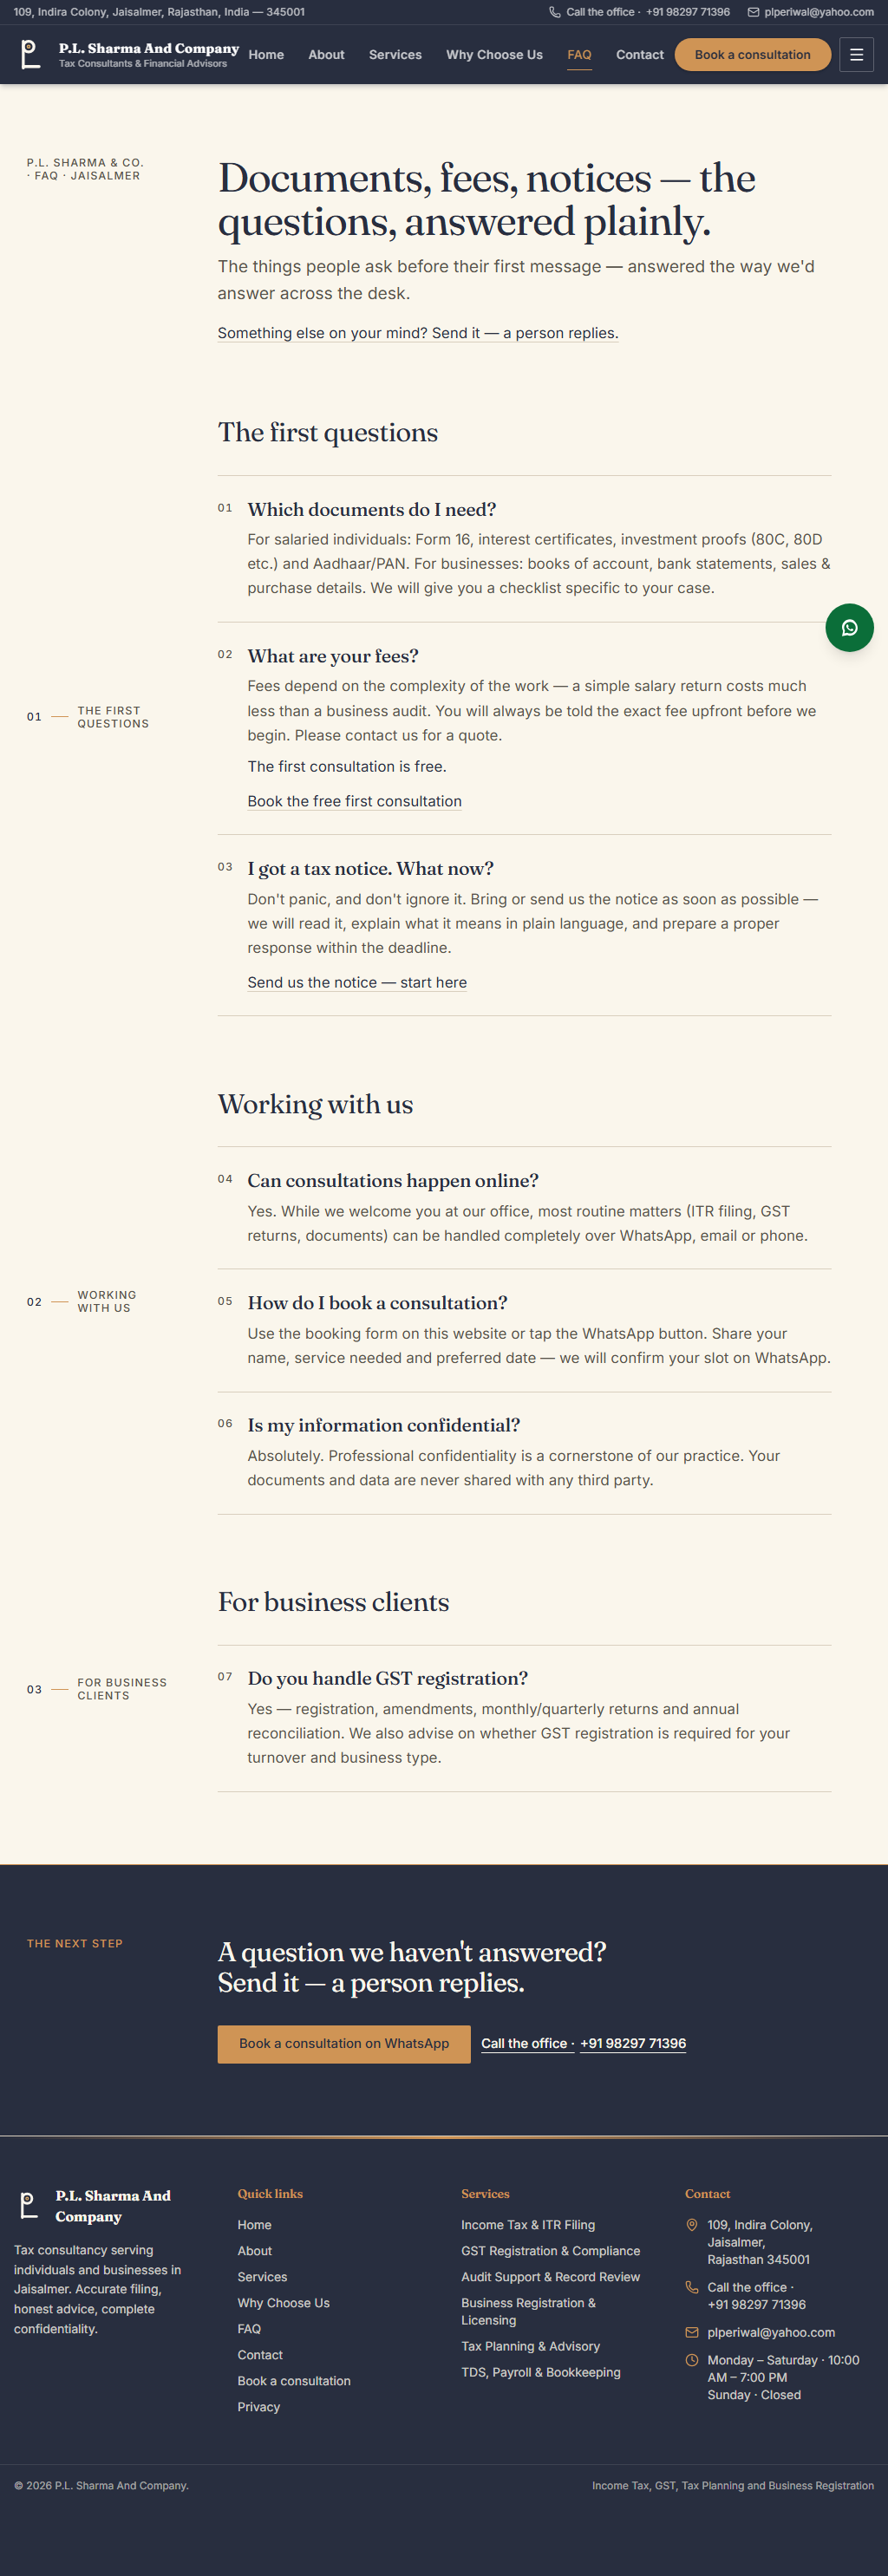 109, Indira Colony, Jaisalmer, Rajasthan, India — 345001
Call the office · +91 98297 71396
plperiwal@yahoo.com
P.L. Sharma And Company
Tax Consultants & Financial Advisors
Home
About
Services
Why Choose Us
FAQ
Contact
Book a consultation
P.L. SHARMA & CO.
· FAQ · JAISALMER
Documents, fees, notices — the
questions, answered plainly.
The things people ask before their first message — answered the way we'd
answer across the desk.
Something else on your mind? Send it — a person replies.
01 — THE FIRST
QUESTIONS
The first questions
01 Which documents do I need?
For salaried individuals: Form 16, interest certificates, investment proofs (80C, 80D
etc.) and Aadhaar/PAN. For businesses: books of account, bank statements, sales &
purchase details. We will give you a checklist specific to your case.
02 What are your fees?
Fees depend on the complexity of the work — a simple salary return costs much
less than a business audit. You will always be told the exact fee upfront before we
begin. Please contact us for a quote.
The first consultation is free.
Book the free first consultation
03 I got a tax notice. What now?
Don't panic, and don't ignore it. Bring or send us the notice as soon as possible —
we will read it, explain what it means in plain language, and prepare a proper
response within the deadline.
Send us the notice — start here
02 — WORKING
WITH US
Working with us
04 Can consultations happen online?
Yes. While we welcome you at our office, most routine matters (ITR filing, GST
returns, documents) can be handled completely over WhatsApp, email or phone.
05 How do I book a consultation?
Use the booking form on this website or tap the WhatsApp button. Share your
name, service needed and preferred date — we will confirm your slot on WhatsApp.
06 Is my information confidential?
Absolutely. Professional confidentiality is a cornerstone of our practice. Your
documents and data are never shared with any third party.
03 — FOR BUSINESS
CLIENTS
For business clients
07 Do you handle GST registration?
Yes — registration, amendments, monthly/quarterly returns and annual
reconciliation. We also advise on whether GST registration is required for your
turnover and business type.
THE NEXT STEP
A question we haven't answered?
Send it — a person replies.
Book a consultation on WhatsApp
Call the office · +91 98297 71396
P.L. Sharma And
Company
Tax consultancy serving
individuals and businesses in
Jaisalmer. Accurate filing,
honest advice, complete
confidentiality.
Quick links
Home
About
Services
Why Choose Us
FAQ
Contact
Book a consultation
Privacy
Services
Income Tax & ITR Filing
GST Registration & Compliance
Audit Support & Record Review
Business Registration &
Licensing
Tax Planning & Advisory
TDS, Payroll & Bookkeeping
Contact
109, Indira Colony,
Jaisalmer,
Rajasthan 345001
Call the office ·
+91 98297 71396
plperiwal@yahoo.com
Monday – Saturday · 10:00
AM – 7:00 PM
Sunday · Closed
© 2026 P.L. Sharma And Company.
Income Tax, GST, Tax Planning and Business Registration